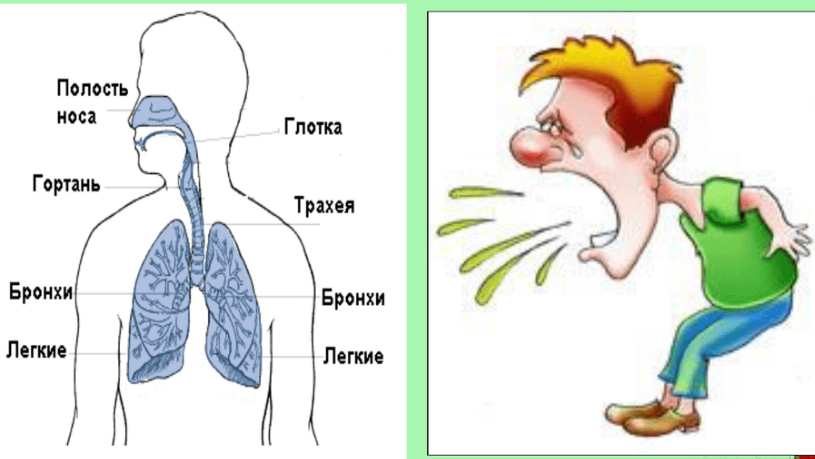 Полость
носа
Глотка
Гортань
Трахея
Бронхи
Бронхи
Легкие
Легкие